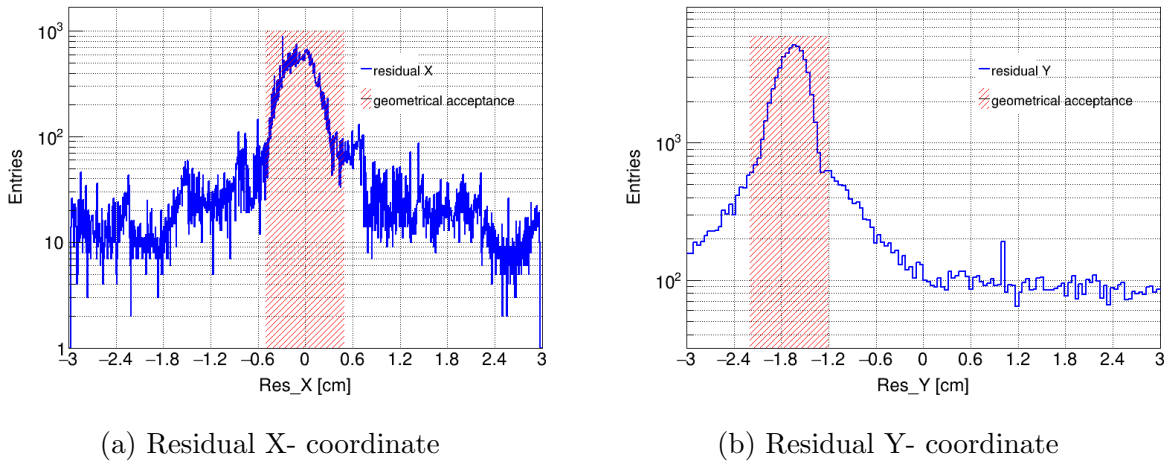 10³
10²
10
1
Entries
residual X
geometrical acceptance
−3 −2.4 −1.8 −1.2 −0.6 0 0.6 1.2 1.8 2.4 3
Res_X [cm]
(a) Residual X- coordinate
10³
10²
Entries
residual Y
geometrical acceptance
−3 −2.4 −1.8 −1.2 −0.6 0 0.6 1.2 1.8 2.4 3
Res_Y [cm]
(b) Residual Y- coordinate